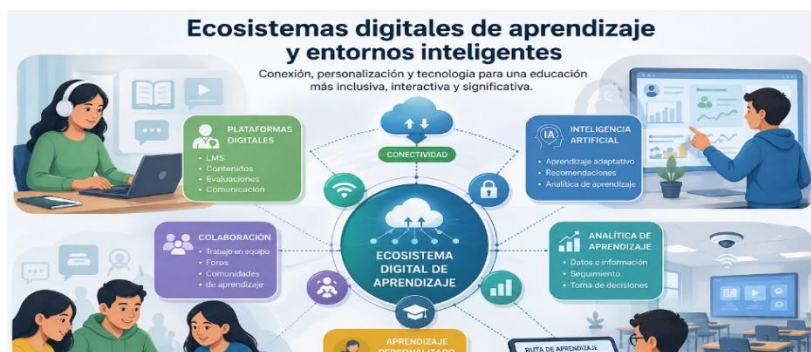 Ecosistemas digitales de aprendizaje
y entornos inteligentes
Conexión, personalización y tecnología para una educación
más inclusiva, interactiva y significativa.
PLATAFORMAS
DIGITALES
• LMS
• Contenidos
• Evaluaciones
• Comunicación
CONECTIVIDAD
IA
INTELIGENCIA
ARTIFICIAL
• Aprendizaje adaptativo
• Recomendaciones
• Analítica de aprendizaje
COLABORACIÓN
• Trabajo en equipo
• Foros
• Comunidades
• de aprendizaje
ECOSISTEMA
DIGITAL DE
APRENDIZAJE
ANALÍTICA DE
APRENDIZAJE
• Datos e información
• Seguimiento
• Toma de decisiones
APRENDIZAJE
PERSONALIZADO
RUTA DE APRENDIZAJE